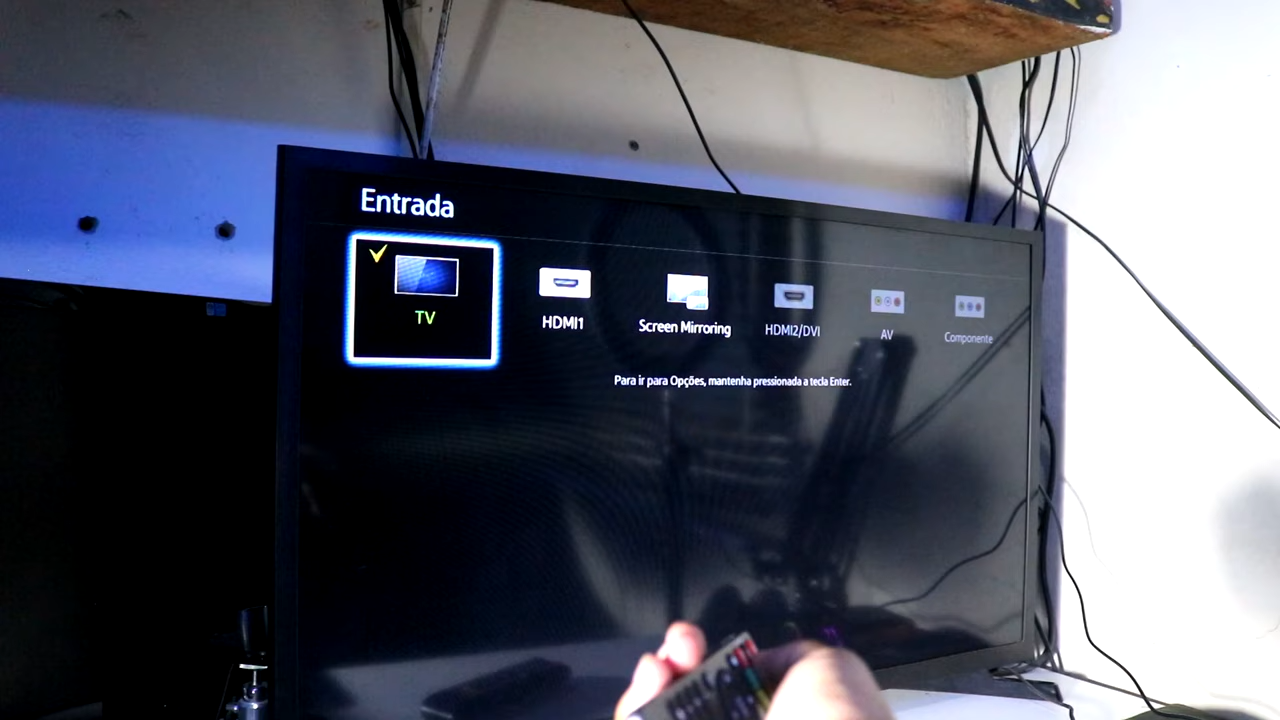 Entrada
TV
HDMI1
Screen Mirroring
HDMI2/DVI
AV
Componente
Para ir para Opções, mantenha pressionada a tecla Enter.